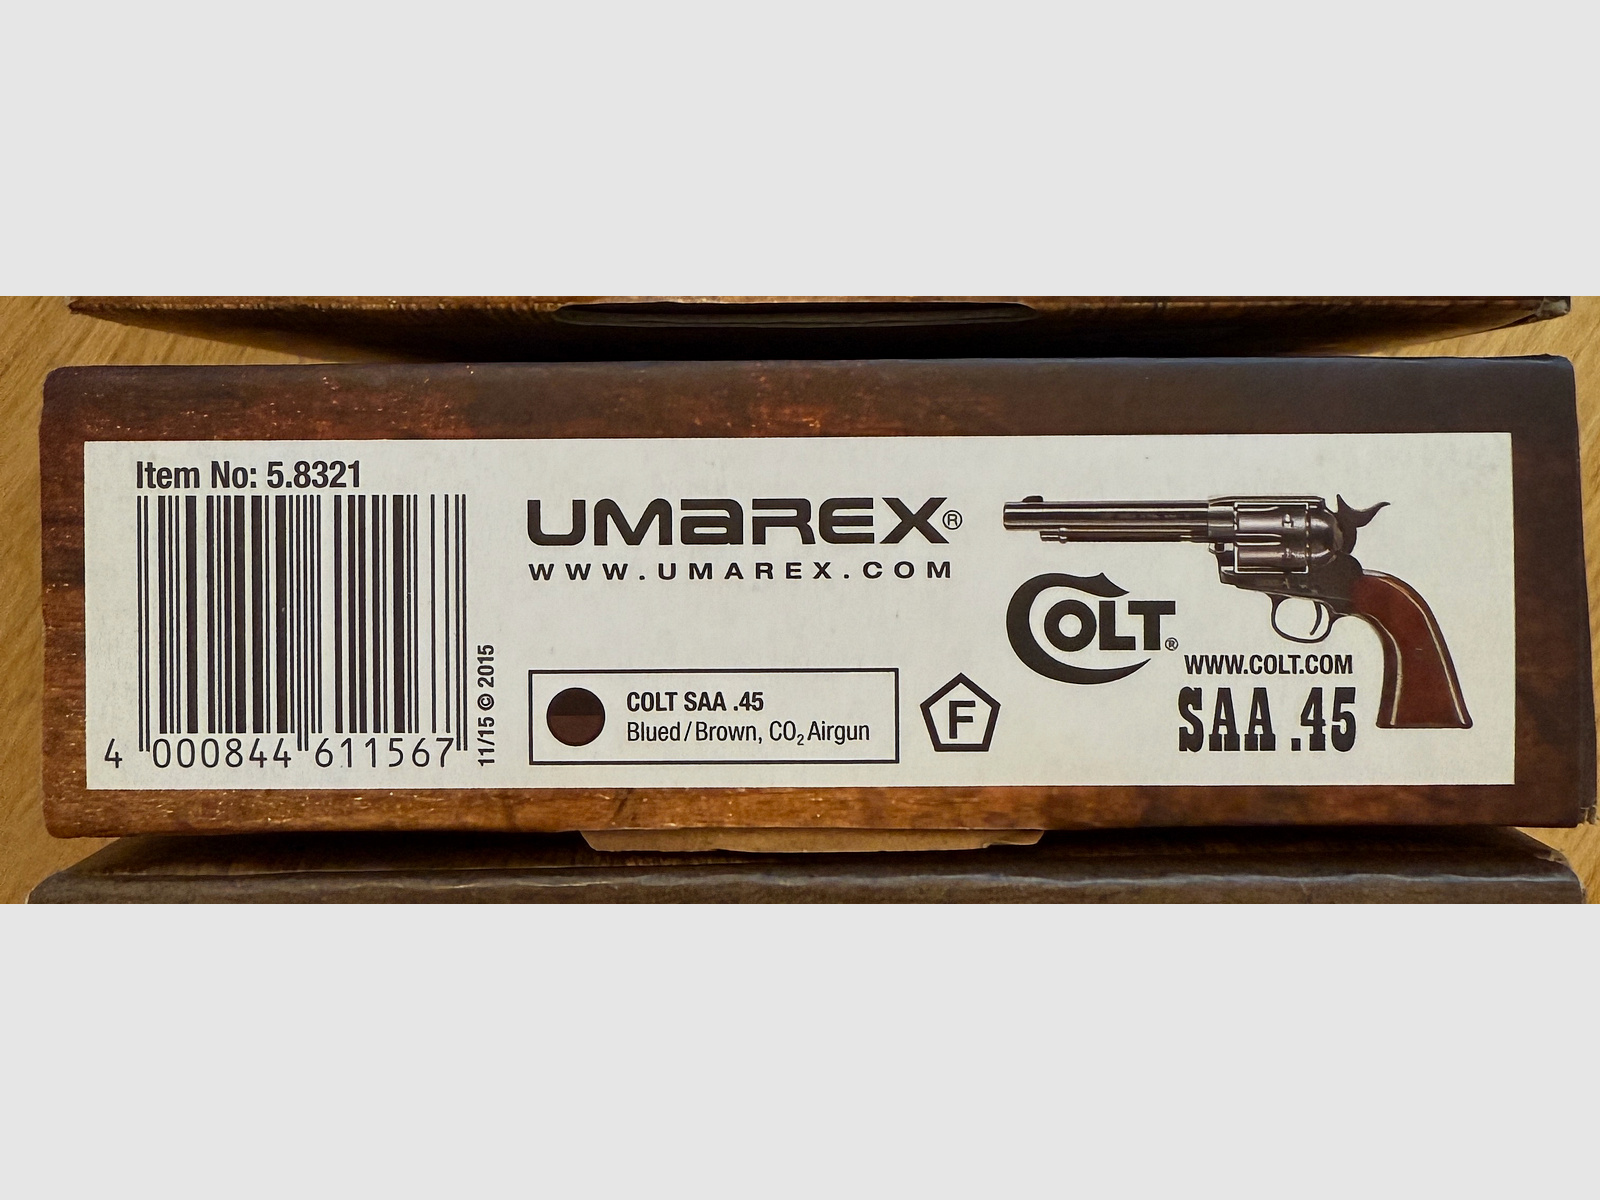 Item No: 5.8321
4 000844 611567
11/15 © 2015
UMAREX®
WWW.UMAREX.COM
COLT SAA .45
Blued / Brown, CO₂ Airgun
F
COLT®
WWW.COLT.COM
SAA .45